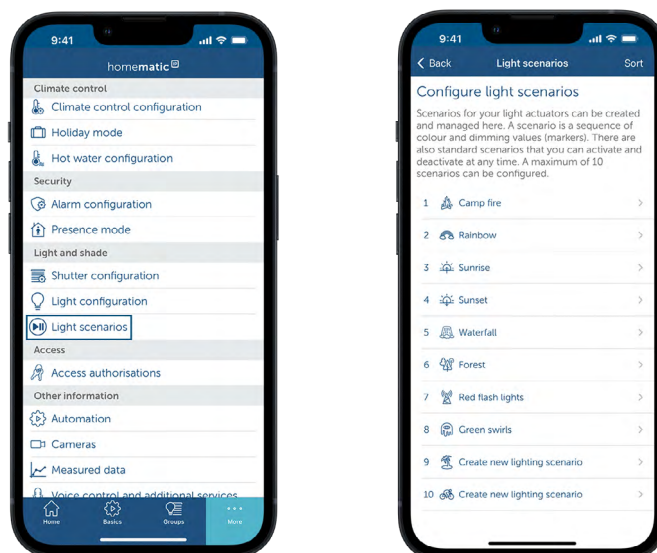 9:41
homematic IP
Climate control
Climate control configuration
Holiday mode
Hot water configuration
Security
Alarm configuration
Presence mode
Light and shade
Shutter configuration
Light configuration
Light scenarios
Access
Access authorisations
Other information
Automation
Cameras
Measured data
Voice control and additional services
Home Basics Groups More
9:41
Back Light scenarios Sort
Configure light scenarios
Scenarios for your light actuators can be created
and managed here. A scenario is a sequence of
colour and dimming values (markers). There are
also standard scenarios that you can activate and
deactivate at any time. A maximum of 10
scenarios can be configured.
1 Camp fire
2 Rainbow
3 Sunrise
4 Sunset
5 Waterfall
6 Forest
7 Red flash lights
8 Green swirls
9 Create new lighting scenario
10 Create new lighting scenario